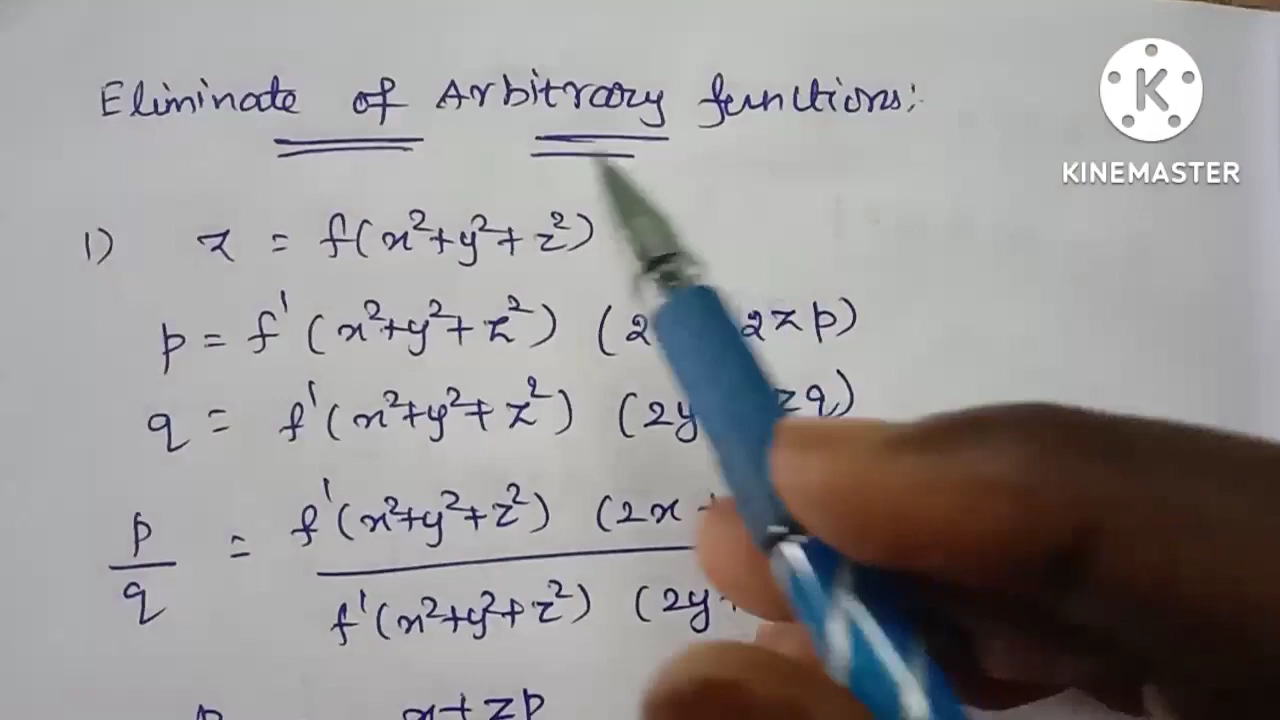 Eliminate of Arbitrary functions:
K
KINEMASTER
1) z = f(x²+y²+z²)
p = f'(x²+y²+z²) (2 2zp)
q = f'(x²+y²+z²) (2y zq)
p/q = f'(x²+y²+z²) (2x + / f'(x²+y²+z²) (2y
x+zp